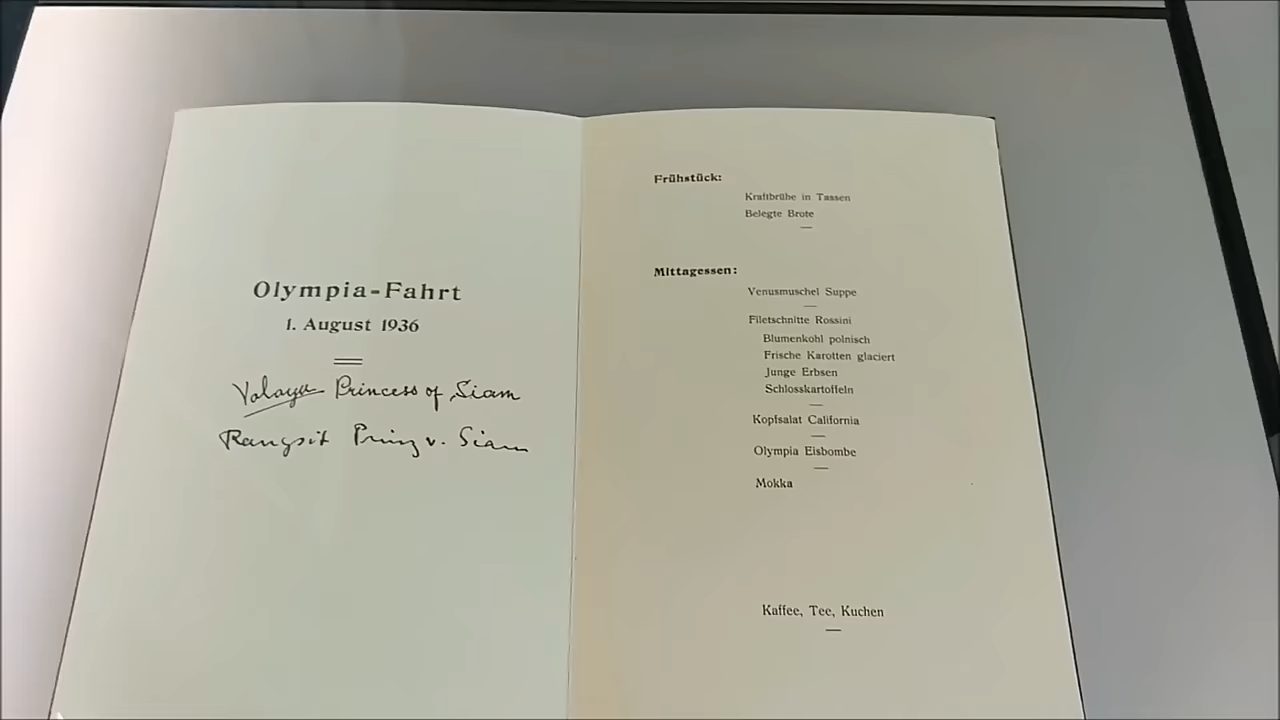 Olympia-Fahrt
1. August 1936
Valaya Princess of Siam
Rangsit Prinz v. Siam
Frühstück:
Kraftbrühe in Tassen
Belegte Brote
Mittagessen:
Venusmuschel Suppe
Filetschnitte Rossini
Blumenkohl polnisch
Frische Karotten glaciert
Junge Erbsen
Schlosskartoffeln
Kopfsalat California
Olympia Eisbombe
Mokka
Kaffee, Tee, Kuchen